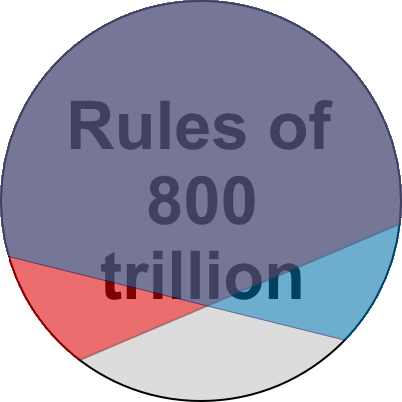 Rules of
800
trillion